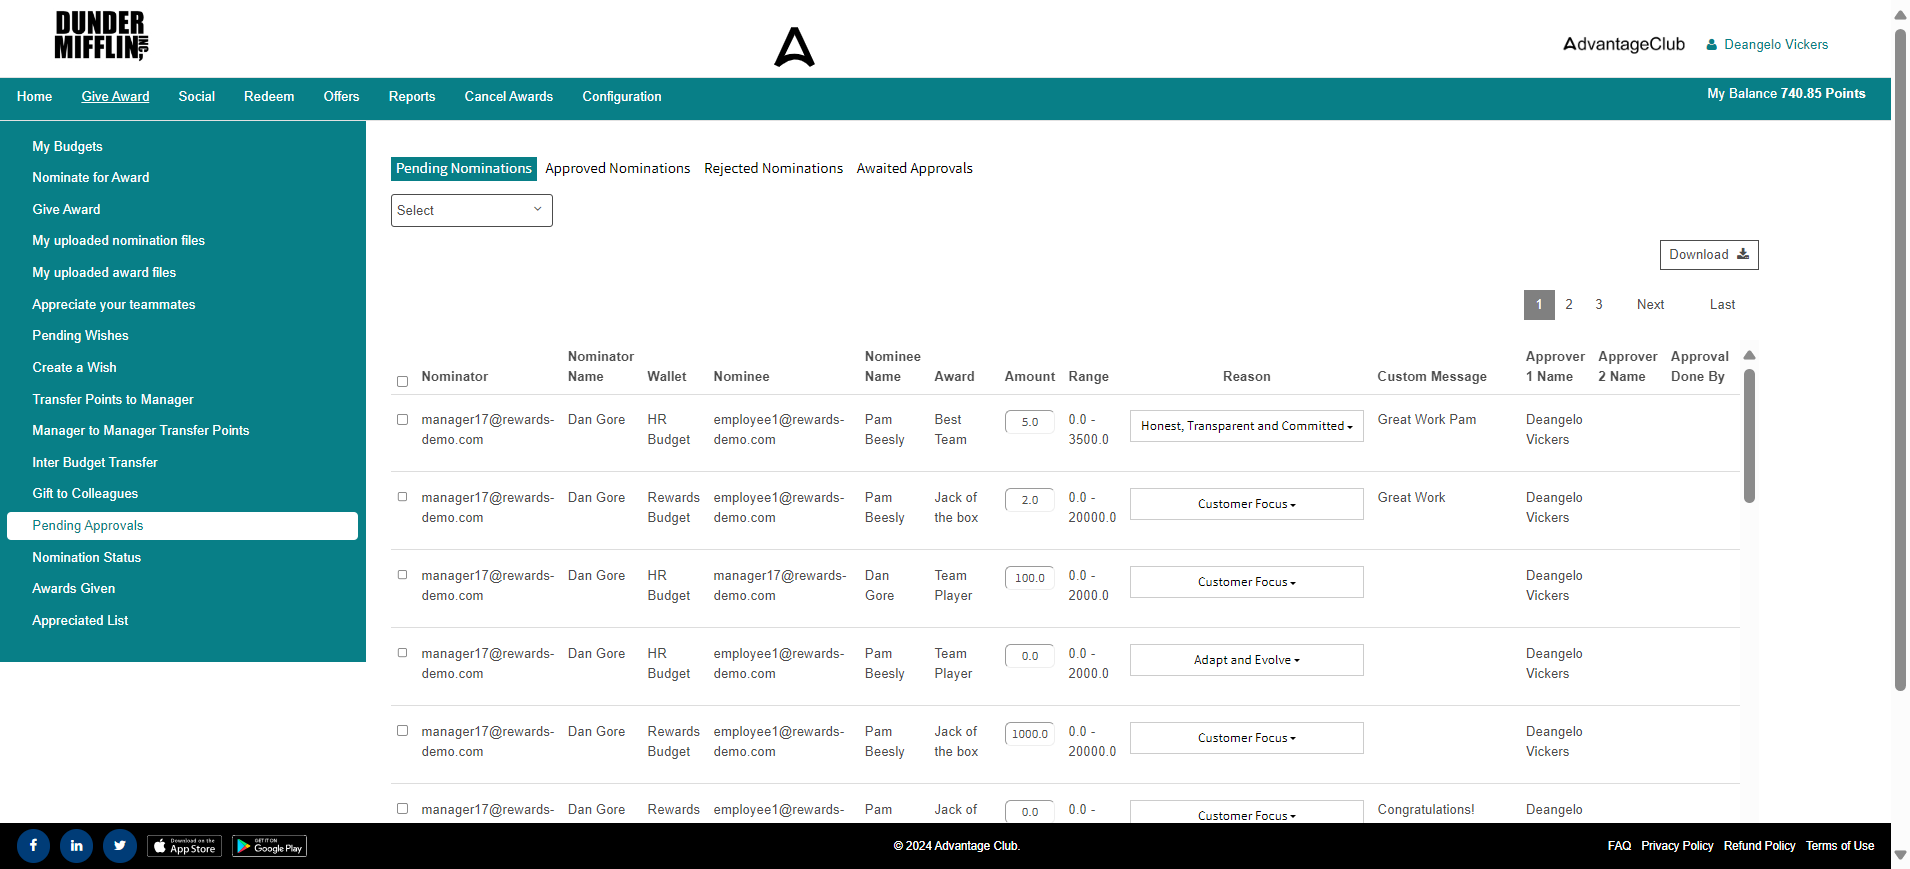 DUNDER
MIFFLIN INC,
AdvantageClub
Deangelo Vickers
Home Give Award Social Redeem Offers Reports Cancel Awards Configuration
My Balance 740.85 Points
My Budgets
Nominate for Award
Give Award
My uploaded nomination files
My uploaded award files
Appreciate your teammates
Pending Wishes
Create a Wish
Transfer Points to Manager
Manager to Manager Transfer Points
Inter Budget Transfer
Gift to Colleagues
Pending Approvals
Nomination Status
Awards Given
Appreciated List
Pending Nominations Approved Nominations Rejected Nominations Awaited Approvals
Select
Download
1 2 3 Next Last
Nominator Nominee Approver Approver Approval
Nominator Name Wallet Nominee Name Award Amount Range Reason Custom Message 1 Name 2 Name Done By
manager17@rewards- Dan Gore HR employee1@rewards- Pam Best 5.0 0.0 - Honest, Transparent and Committed Great Work Pam Deangelo
demo.com Budget demo.com Beesly Team 3500.0 Vickers
manager17@rewards- Dan Gore Rewards employee1@rewards- Pam Jack of 2.0 0.0 - Customer Focus Great Work Deangelo
demo.com Budget demo.com Beesly the box 20000.0 Vickers
manager17@rewards- Dan Gore HR manager17@rewards- Dan Team 100.0 0.0 - Customer Focus Deangelo
demo.com Budget demo.com Gore Player 2000.0 Vickers
manager17@rewards- Dan Gore HR employee1@rewards- Pam Team 0.0 0.0 - Adapt and Evolve Deangelo
demo.com Budget demo.com Beesly Player 2000.0 Vickers
manager17@rewards- Dan Gore Rewards employee1@rewards- Pam Jack of 1000.0 0.0 - Customer Focus Deangelo
demo.com Budget demo.com Beesly the box 20000.0 Vickers
manager17@rewards- Dan Gore Rewards employee1@rewards- Pam Jack of 0.0 0.0 - Customer Focus Congratulations! Deangelo
Download on the
App Store
GET IT ON
Google Play
© 2024 Advantage Club.
FAQ Privacy Policy Refund Policy Terms of Use